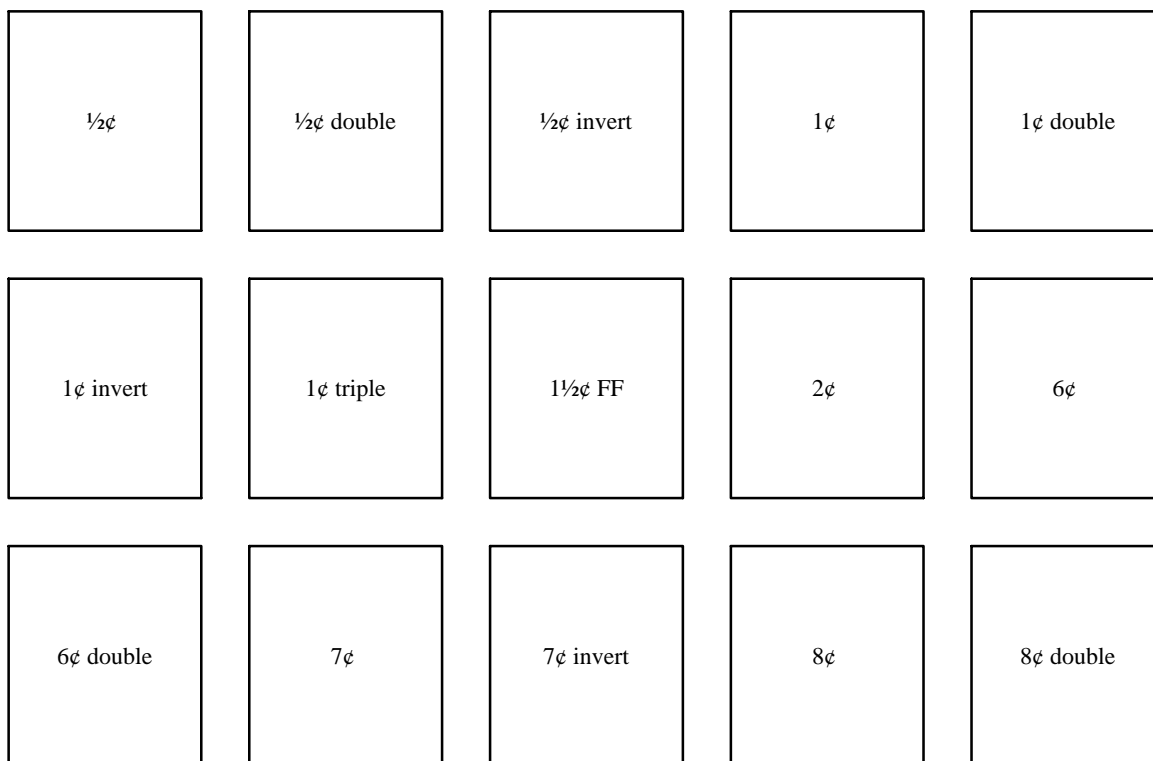 ½¢
½¢ double
½¢ invert
1¢
1¢ double
1¢ invert
1¢ triple
1½¢ FF
2¢
6¢
6¢ double
7¢
7¢ invert
8¢
8¢ double